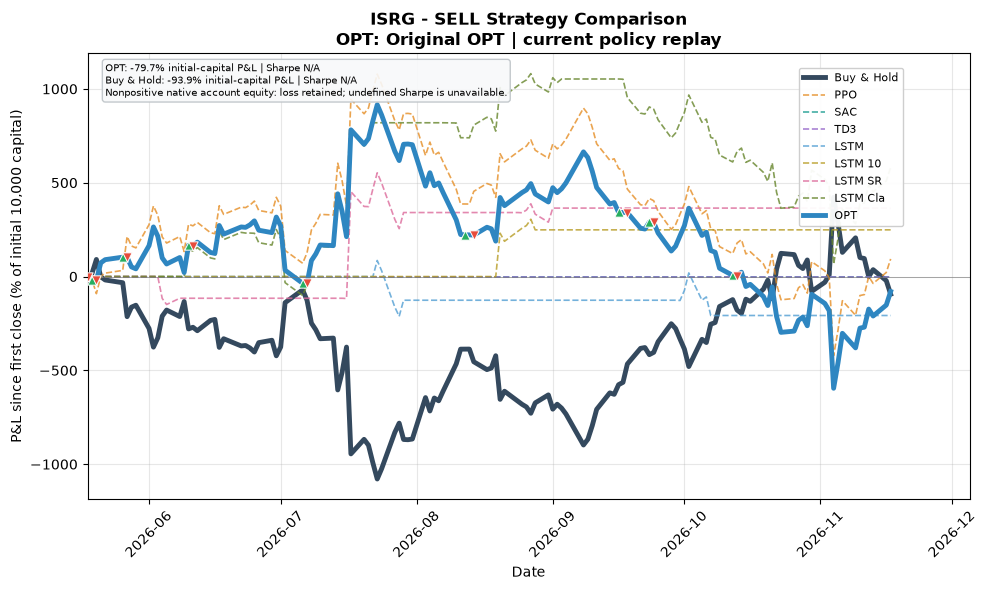 ISRG - SELL Strategy Comparison
OPT: Original OPT | current policy replay
OPT: -79.7% initial-capital P&L | Sharpe N/A
Buy & Hold: -93.9% initial-capital P&L | Sharpe N/A
Nonpositive native account equity: loss retained; undefined Sharpe is unavailable.
Buy & Hold
PPO
SAC
TD3
LSTM
LSTM 10
LSTM SR
LSTM Cla
OPT
P&L since first close (% of initial 10,000 capital)
1000
500
0
−500
−1000
2026-06
2026-07
2026-08
2026-09
2026-10
2026-11
2026-12
Date